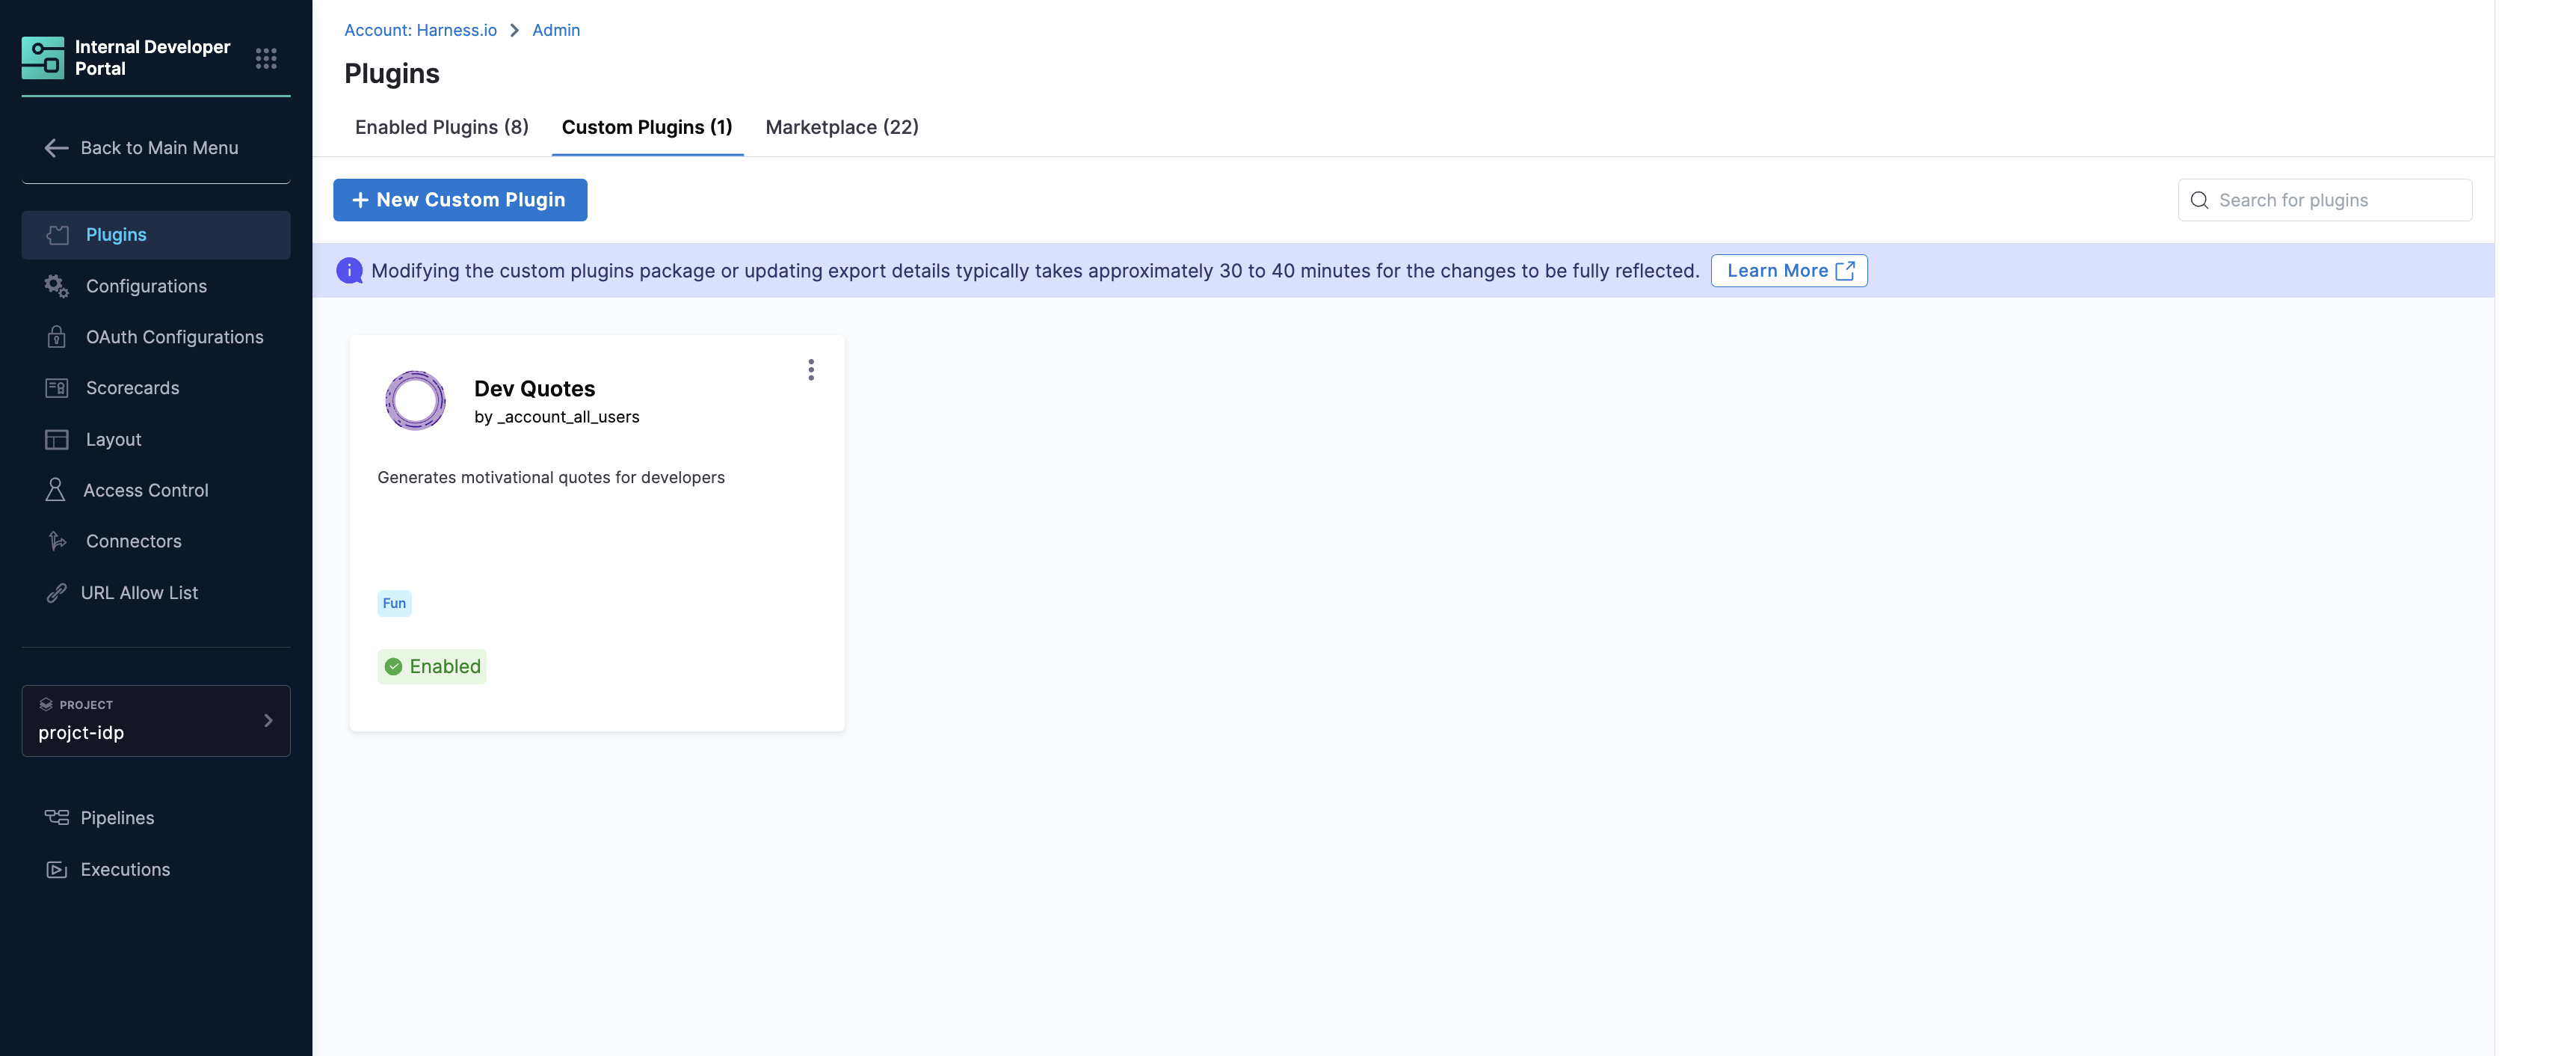 Internal Developer
Portal
Back to Main Menu
Plugins
Configurations
OAuth Configurations
Scorecards
Layout
Access Control
Connectors
URL Allow List
PROJECT
projct-idp
Pipelines
Executions
Account: Harness.io > Admin
Plugins
Enabled Plugins (8) Custom Plugins (1) Marketplace (22)
+ New Custom Plugin
Search for plugins
Modifying the custom plugins package or updating export details typically takes approximately 30 to 40 minutes for the changes to be fully reflected. Learn More
Dev Quotes
by _account_all_users
Generates motivational quotes for developers
Fun
Enabled